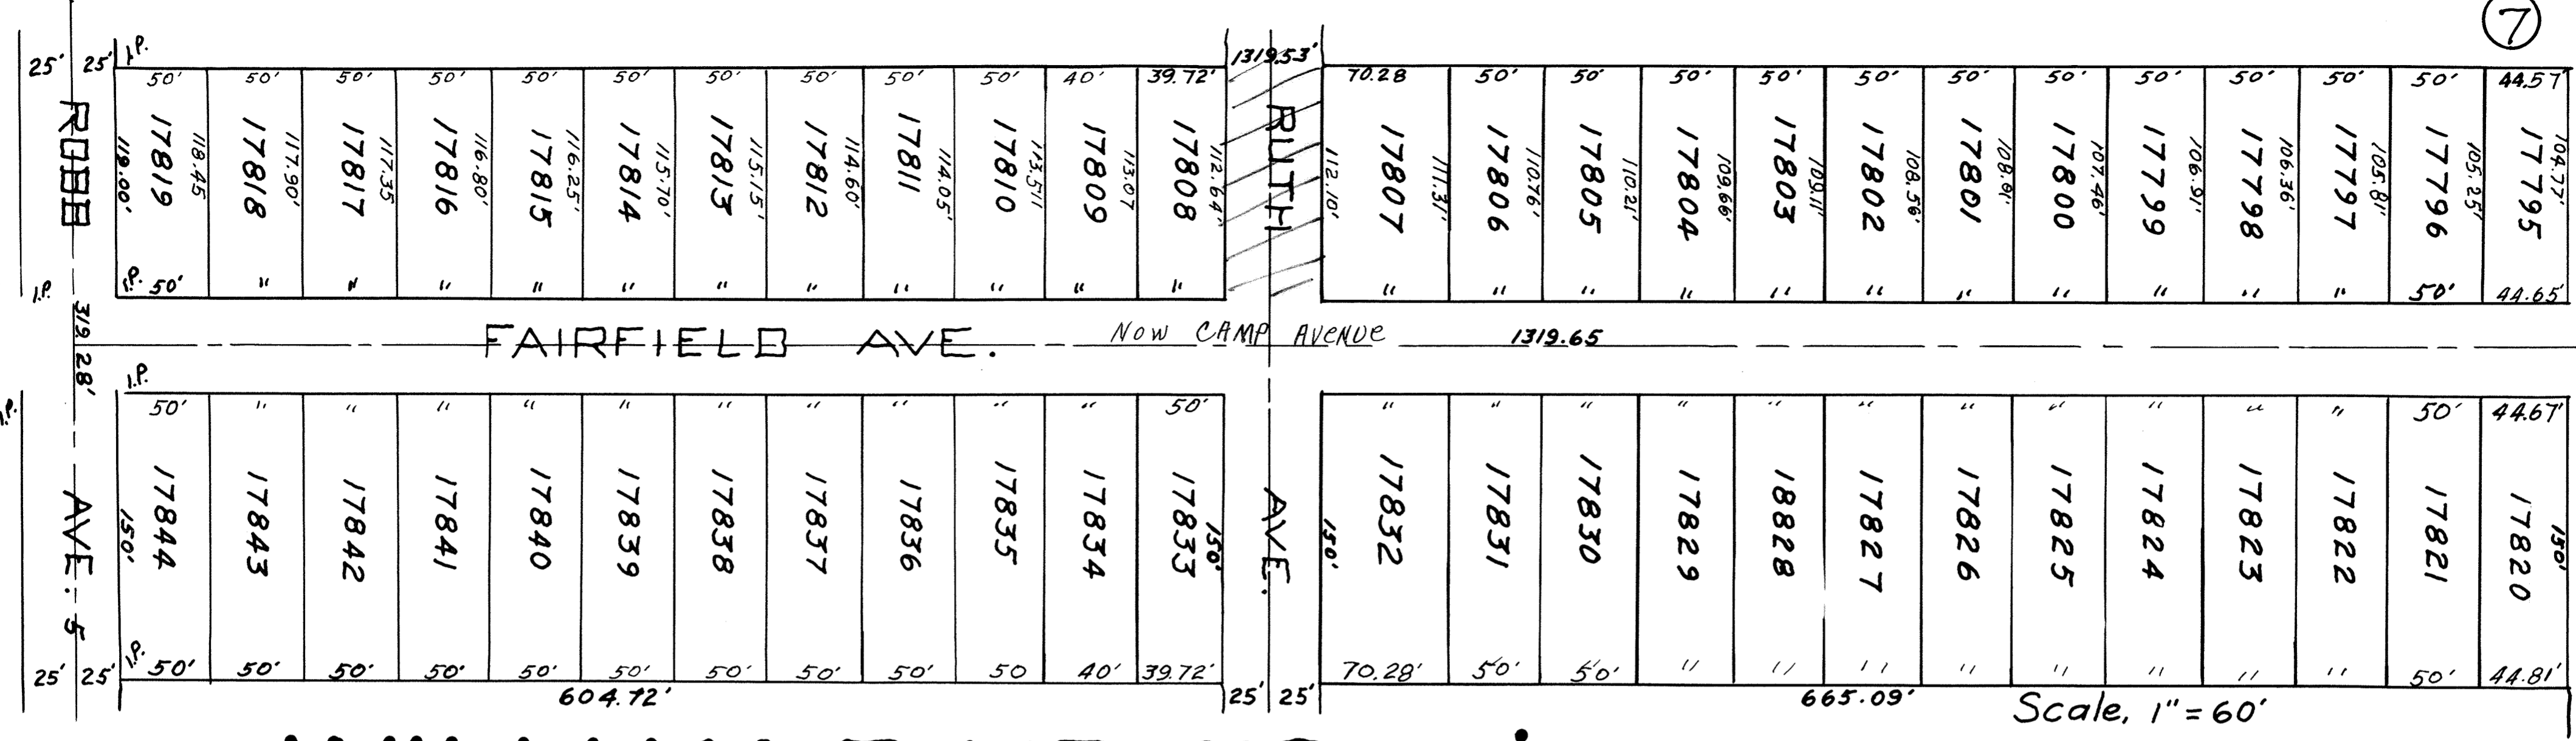 7
25' 25' I.P. 1319.53'
50' 50' 50' 50' 50' 50' 50' 50' 50' 50' 40' 39.72' 70.28 50' 50' 50' 50' 50' 50' 50' 50' 50' 50' 50' 44.57'
ROBB AVE. 5
319.28'
RUTH AVE.
119.00' 17819 118.45
17818 117.90'
17817 117.35
17816 116.80'
17815 116.25'
17814 115.70'
17813 115.15'
17812 114.60'
17811 114.05'
17810 113.511
17809 113.07
17808 112.64'
112.10' 17807 111.31'
17806 110.76'
17805 110.21'
17804 109.66'
17803 109.11'
17802 108.56'
17801 108.01'
17800 107.46'
17799 106.91'
17798 106.36'
17797 105.81'
17796 105.25'
17795 104.77'
I.P. I.P. 50' " " " " " " " " " " " " " " " " " " " " " " 50' 44.65'
FAIRFIELD AVE. NOW CAMP AVENUE 1319.65
I.P.
I.P. 50' " " " " " " " " " " 50' " " " " " " " " " " " 50' 44.67'
150' 17844 17843 17842 17841 17840 17839 17838 17837 17836 17835 17834 17833 150' 150' 17832 17831 17830 17829 18828 17827 17826 17825 17824 17823 17822 17821 17820 150'
25' 25' I.P. 50' 50' 50' 50' 50' 50' 50' 50' 50' 50 40' 39.72' 25' 25' 70.28' 50' 50' " " " " " " " " 50' 44.81'
604.72' 665.09' Scale, 1" = 60'